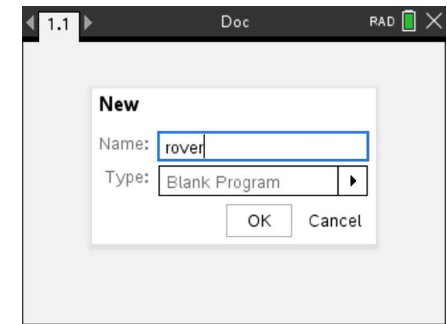 1.1 Doc RAD
New
Name: rover
Type: Blank Program
OK Cancel